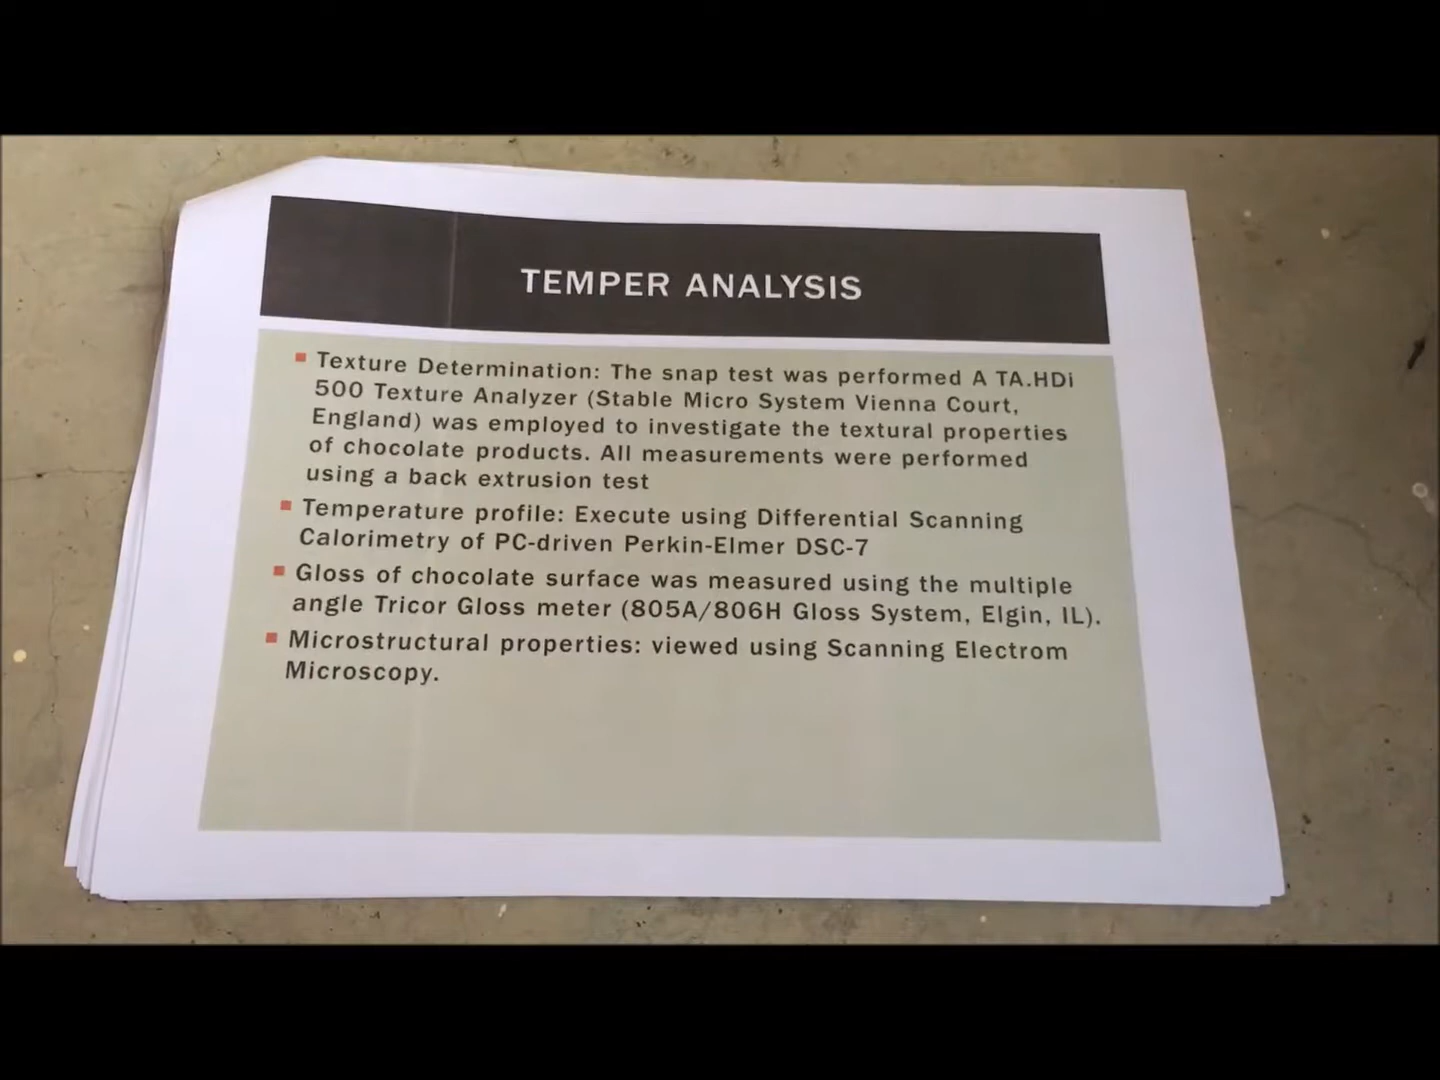 TEMPER ANALYSIS
Texture Determination: The snap test was performed A TA.HDi
500 Texture Analyzer (Stable Micro System Vienna Court,
England) was employed to investigate the textural properties
of chocolate products. All measurements were performed
using a back extrusion test
Temperature profile: Execute using Differential Scanning
Calorimetry of PC-driven Perkin-Elmer DSC-7
Gloss of chocolate surface was measured using the multiple
angle Tricor Gloss meter (805A/806H Gloss System, Elgin, IL).
Microstructural properties: viewed using Scanning Electrom
Microscopy.